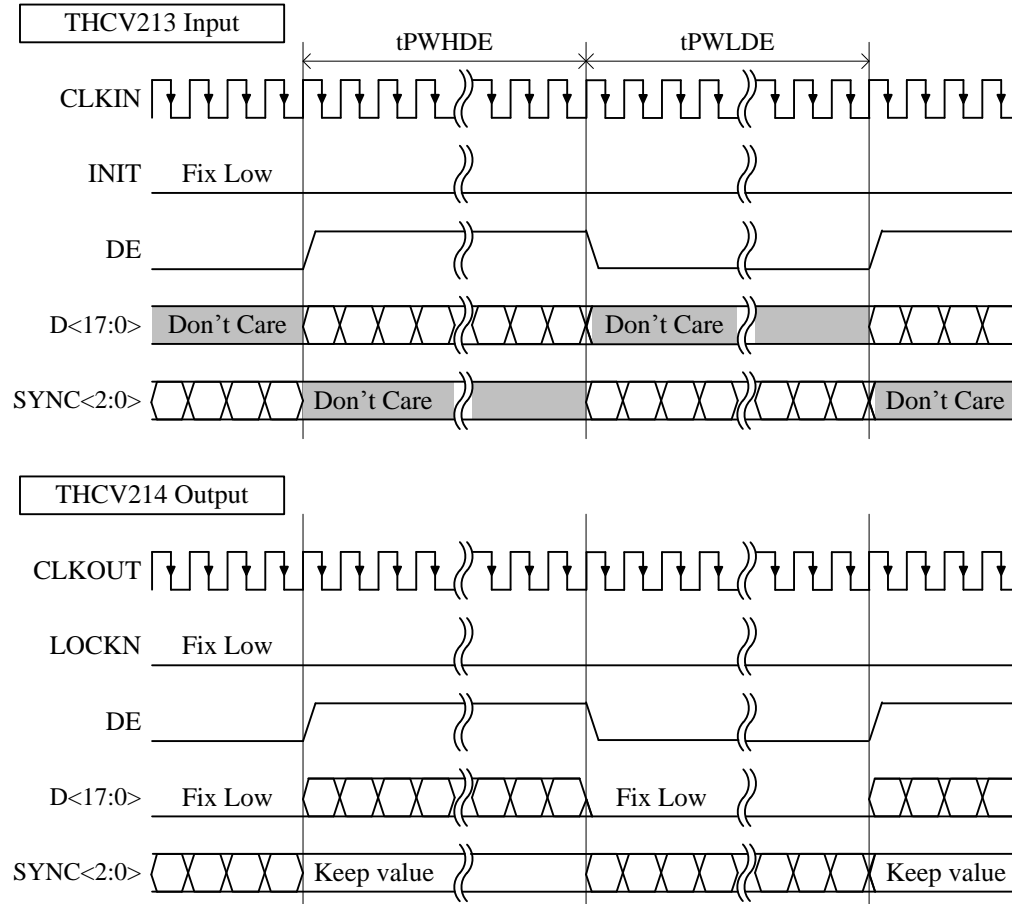 THCV213 Input
tPWHDE tPWLDE
CLKIN
INIT Fix Low
DE
D<17:0> Don't Care Don't Care
SYNC<2:0> Don't Care Don't Care
THCV214 Output
CLKOUT
LOCKN Fix Low
DE
D<17:0> Fix Low Fix Low
SYNC<2:0> Keep value Keep value